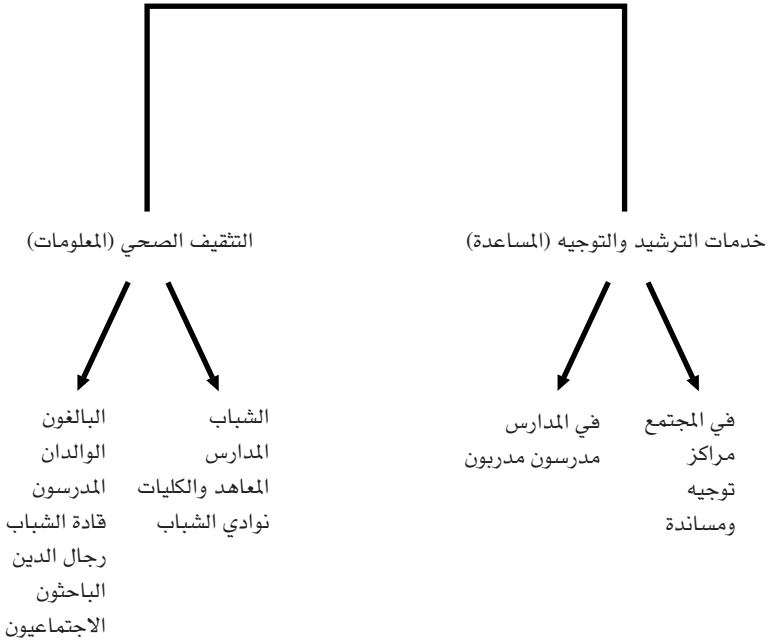 خدمات الترشيد والتوجيه (المساعدة)
التثقيف الصحي (المعلومات)
في المجتمع
مراكز
توجيه
ومساندة
في المدارس
مدرسون مدربون
الشباب
المدارس
المعاهد والكليات
نوادي الشباب
البالغون
الوالدان
المدرسون
قادة الشباب
رجال الدين
الباحثون
الاجتماعيون